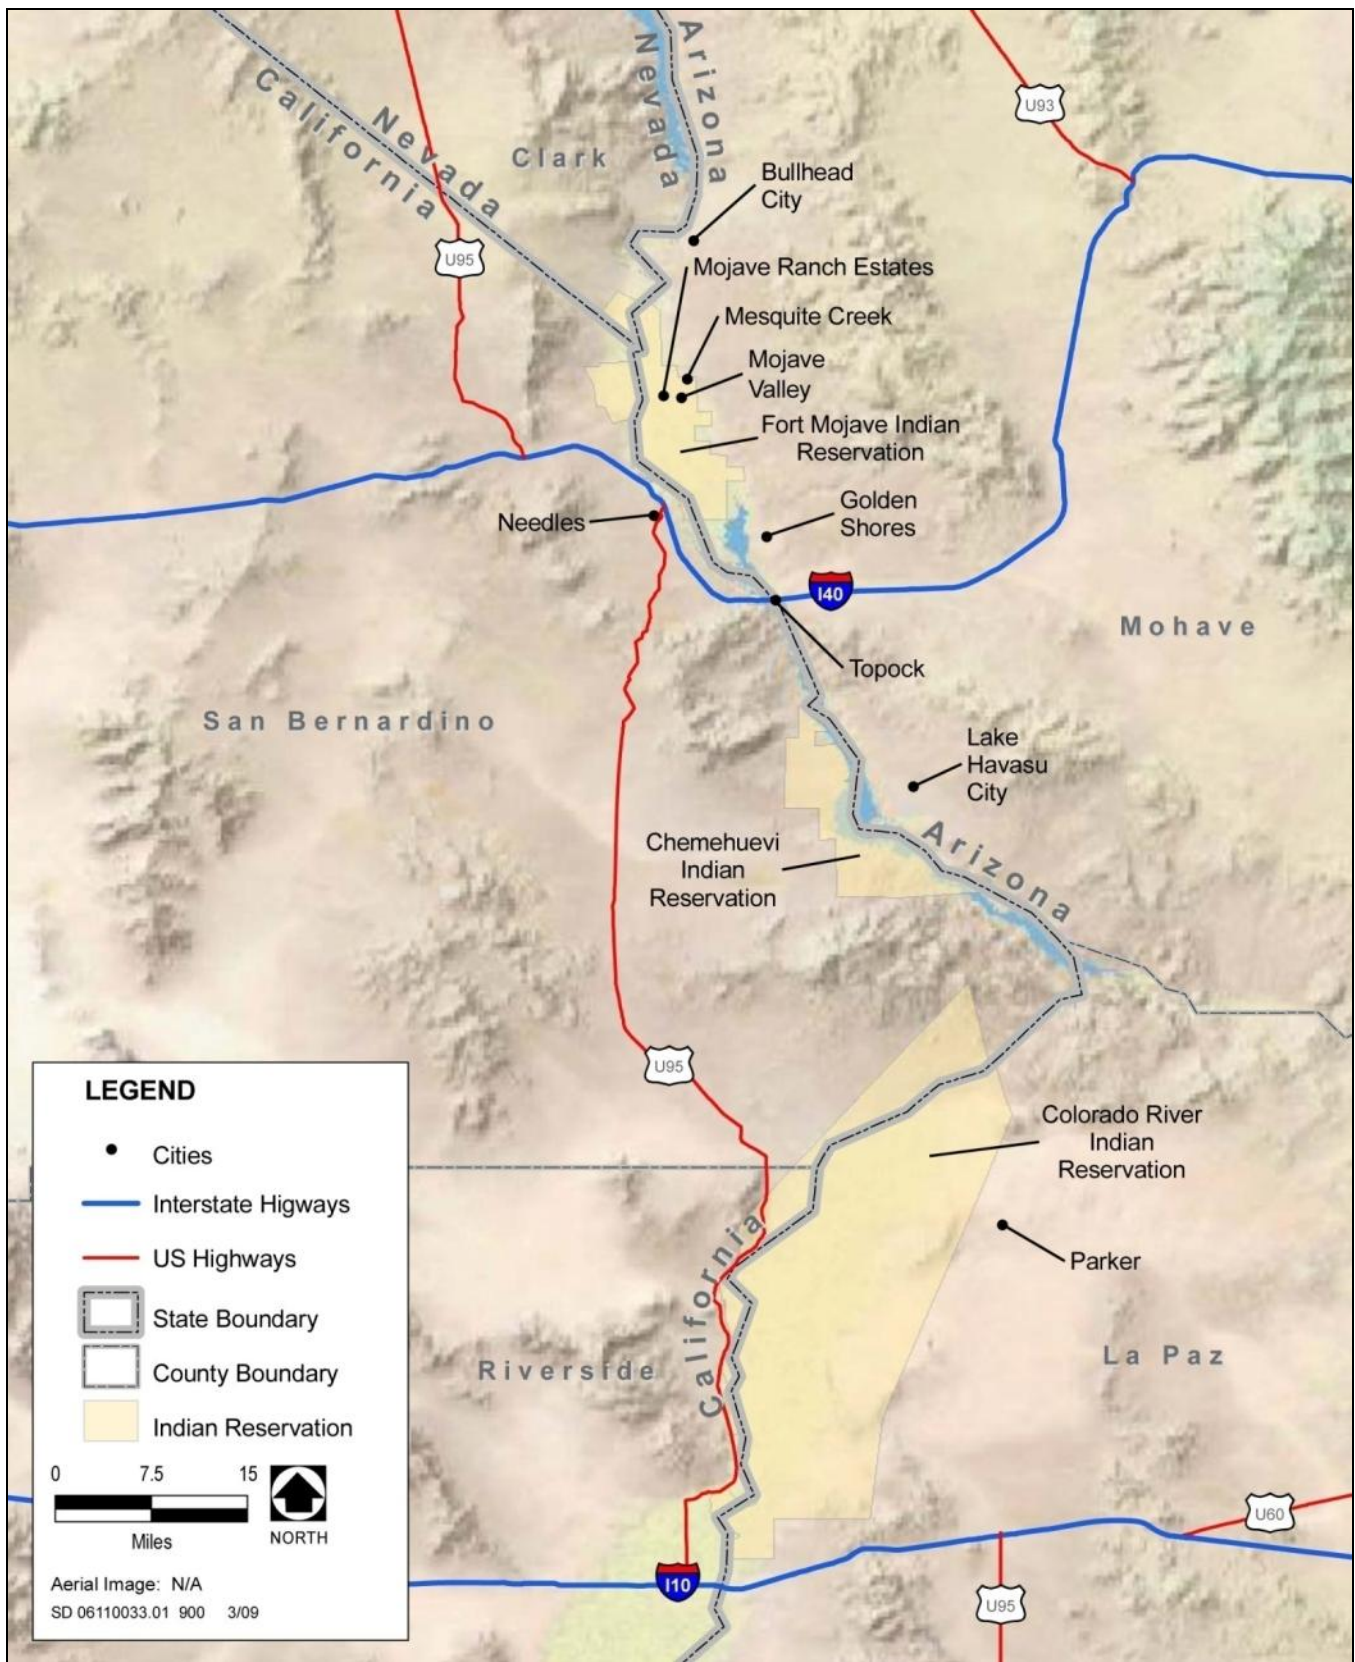 Arizona
Nevada
Nevada
California
Clark
U93
Bullhead
City
U95
Mojave Ranch Estates
Mesquite Creek
Mojave
Valley
Fort Mojave Indian
Reservation
Needles
Golden
Shores
I40
Mohave
Topock
San Bernardino
Lake
Havasu
City
Arizona
Chemehuevi
Indian
Reservation
U95
Colorado River
Indian
Reservation
California
Parker
Riverside
La Paz
U60
I10
U95
LEGEND
Cities
Interstate Higways
US Highways
State Boundary
County Boundary
Indian Reservation
0 7.5 15
Miles
NORTH
Aerial Image: N/A
SD 06110033.01 900 3/09